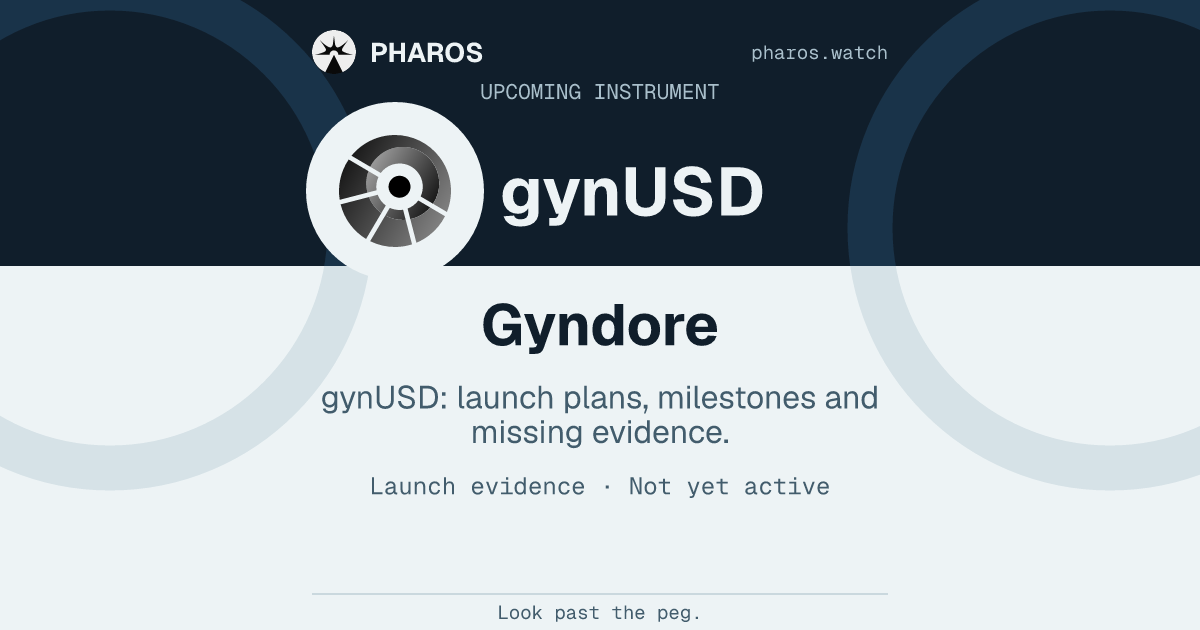 PHAROS
pharos.watch
UPCOMING INSTRUMENT
gynUSD
Gyndore
gynUSD: launch plans, milestones and
missing evidence.
Launch evidence · Not yet active
Look past the peg.